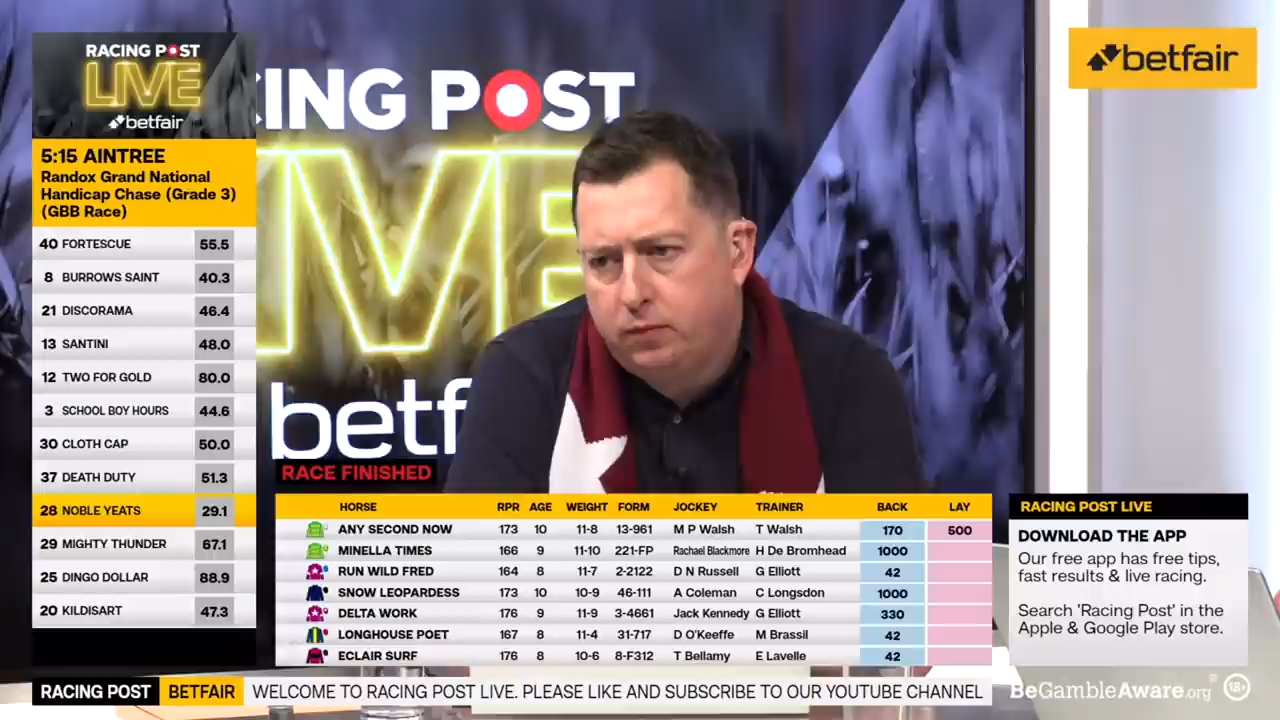 RACING POST
LIVE
betfair
5:15 AINTREE
Randox Grand National
Handicap Chase (Grade 3)
(GBB Race)
40 FORTESCUE 55.5
8 BURROWS SAINT 40.3
21 DISCORAMA 46.4
13 SANTINI 48.0
12 TWO FOR GOLD 80.0
3 SCHOOL BOY HOURS 44.6
30 CLOTH CAP 50.0
37 DEATH DUTY 51.3
28 NOBLE YEATS 29.1
29 MIGHTY THUNDER 67.1
25 DINGO DOLLAR 88.9
20 KILDISART 47.3
CING POST
IVE
betf
betfair
RACE FINISHED
HORSE RPR AGE WEIGHT FORM JOCKEY TRAINER BACK LAY
ANY SECOND NOW 173 10 11-8 13-961 M P Walsh T Walsh 170 500
MINELLA TIMES 166 9 11-10 221-FP Rachael Blackmore H De Bromhead 1000
RUN WILD FRED 164 8 11-7 2-2122 D N Russell G Elliott 42
SNOW LEOPARDESS 173 10 10-9 46-111 A Coleman C Longsdon 1000
DELTA WORK 176 9 11-9 3-4661 Jack Kennedy G Elliott 330
LONGHOUSE POET 167 8 11-4 31-717 D O'Keeffe M Brassil 42
ECLAIR SURF 176 8 10-6 8-F312 T Bellamy E Lavelle 42
RACING POST LIVE
DOWNLOAD THE APP
Our free app has free tips,
fast results & live racing.
Search 'Racing Post' in the
Apple & Google Play store.
RACING POST BETFAIR WELCOME TO RACING POST LIVE. PLEASE LIKE AND SUBSCRIBE TO OUR YOUTUBE CHANNEL
BeGambleAware.org 18+